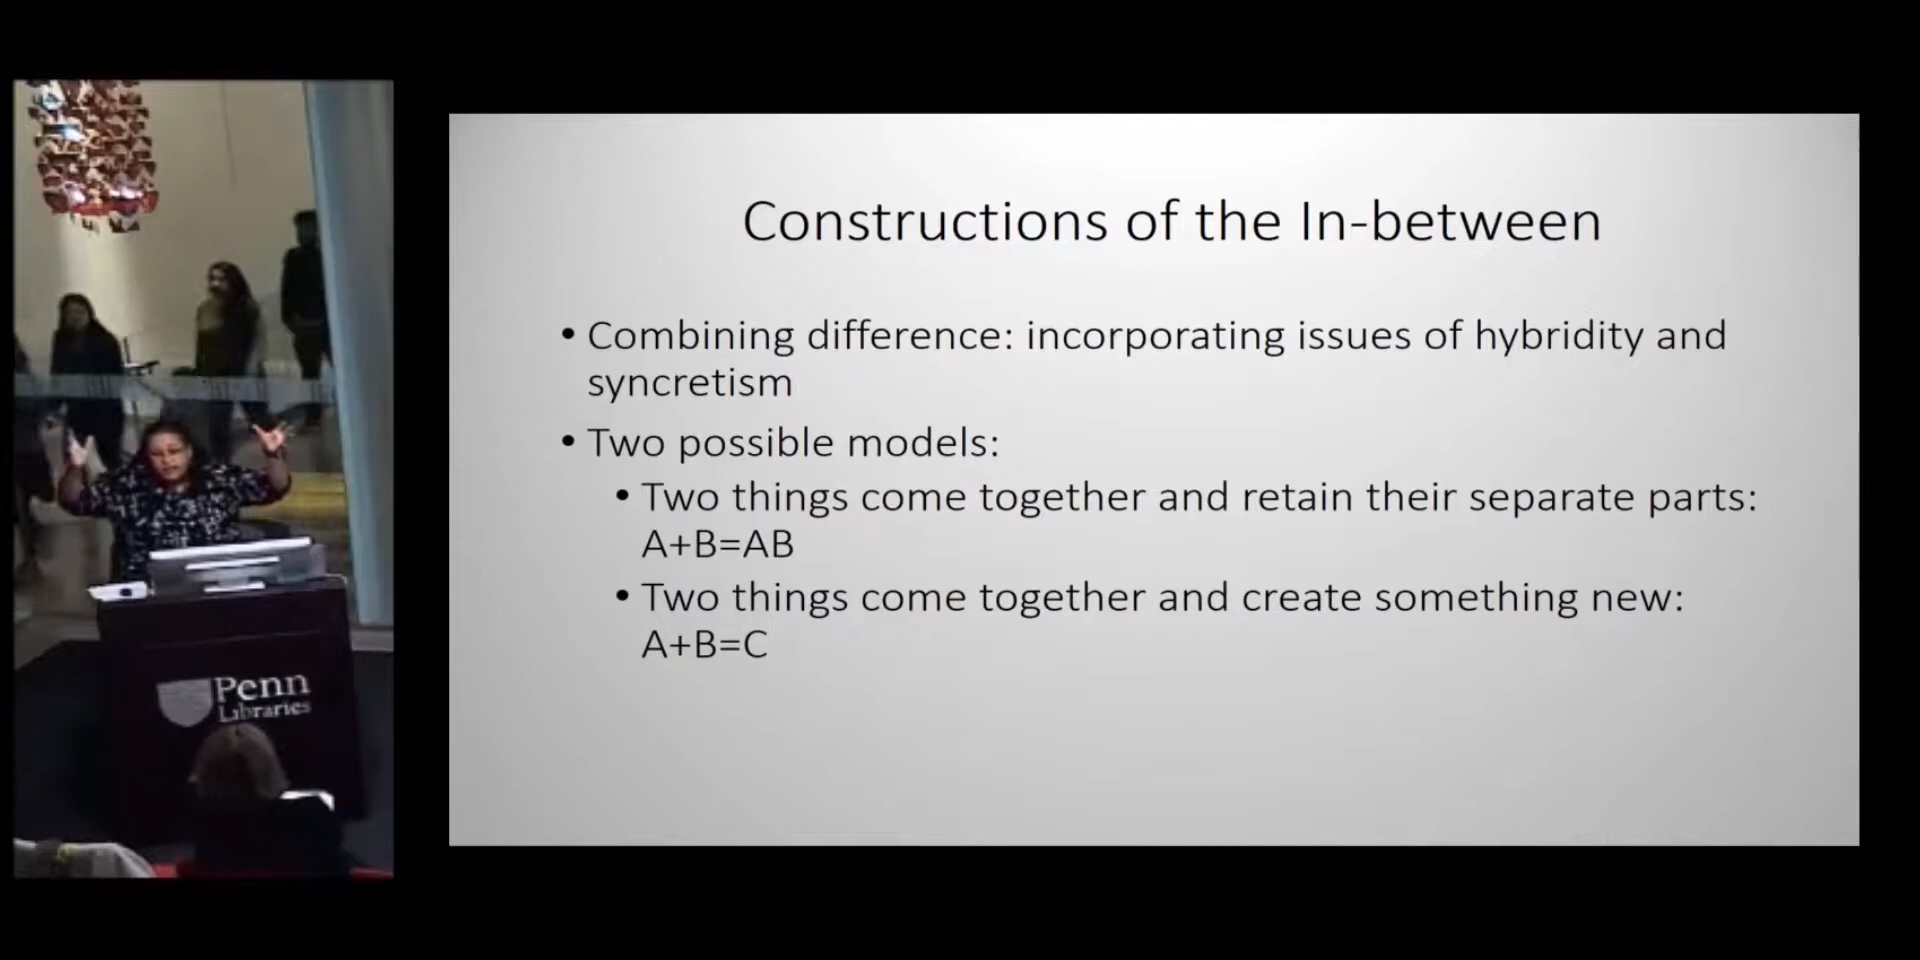 Constructions of the In-between
• Combining difference: incorporating issues of hybridity and
syncretism
• Two possible models:
• Two things come together and retain their separate parts:
A+B=AB
• Two things come together and create something new:
A+B=C
Penn
Libraries